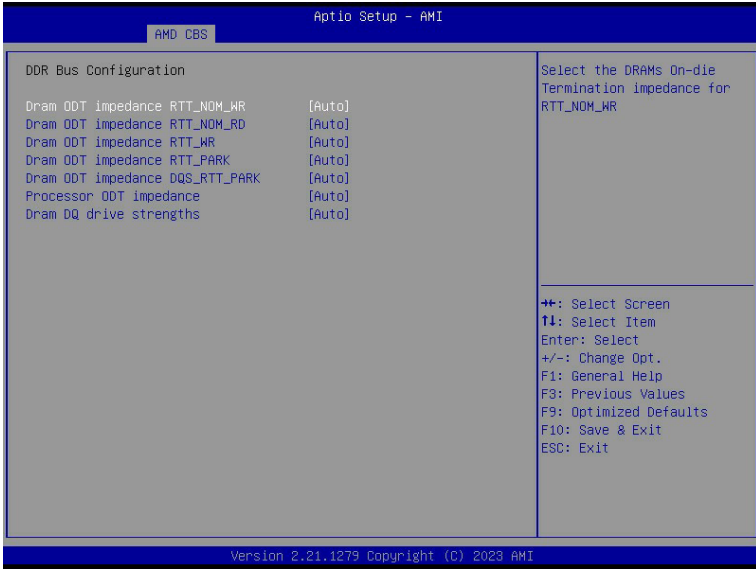 Aptio Setup – AMI
AMD CBS
DDR Bus Configuration
Dram ODT impedance RTT_NOM_WR [Auto]
Dram ODT impedance RTT_NOM_RD [Auto]
Dram ODT impedance RTT_WR [Auto]
Dram ODT impedance RTT_PARK [Auto]
Dram ODT impedance DQS_RTT_PARK [Auto]
Processor ODT impedance [Auto]
Dram DQ drive strengths [Auto]
Select the DRAMs On-die
Termination impedance for
RTT_NOM_WR
→←: Select Screen
↑↓: Select Item
Enter: Select
+/-: Change Opt.
F1: General Help
F3: Previous Values
F9: Optimized Defaults
F10: Save & Exit
ESC: Exit
Version 2.21.1279 Copyright (C) 2023 AMI